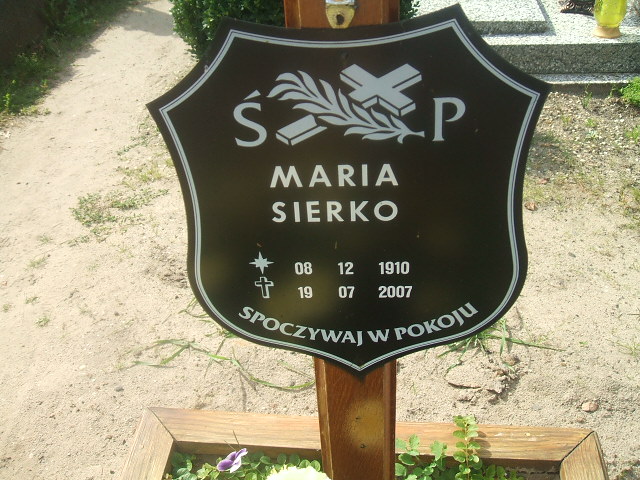 Ś P
MARIA
SIERKO
08 12 1910
19 07 2007
SPOCZYWAJ W POKOJU